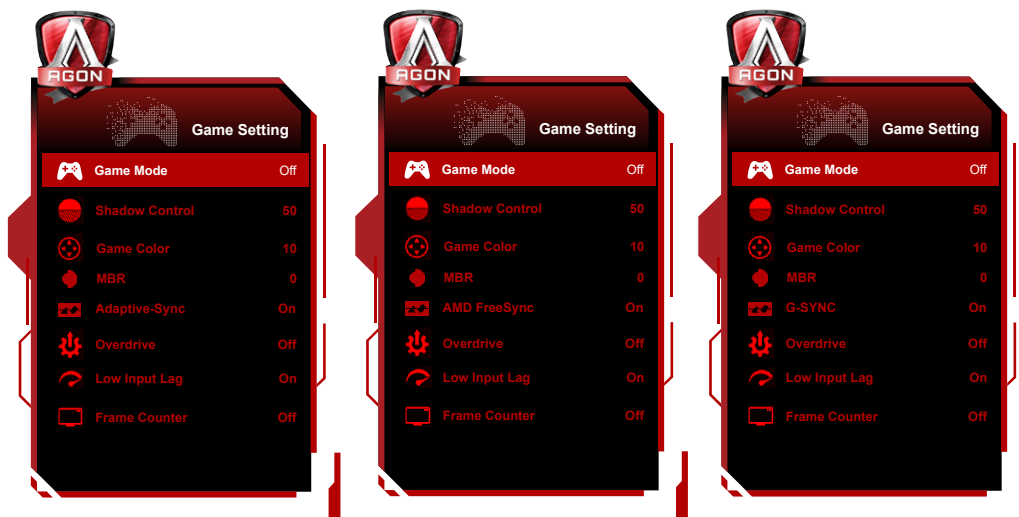 AGON
Game Setting
Game Mode Off
Shadow Control 50
Game Color 10
MBR 0
Adaptive-Sync On
Overdrive Off
Low Input Lag On
Frame Counter Off
AGON
Game Setting
Game Mode Off
Shadow Control 50
Game Color 10
MBR 0
AMD FreeSync On
Overdrive Off
Low Input Lag On
Frame Counter Off
AGON
Game Setting
Game Mode Off
Shadow Control 50
Game Color 10
MBR 0
G-SYNC On
Overdrive Off
Low Input Lag On
Frame Counter Off